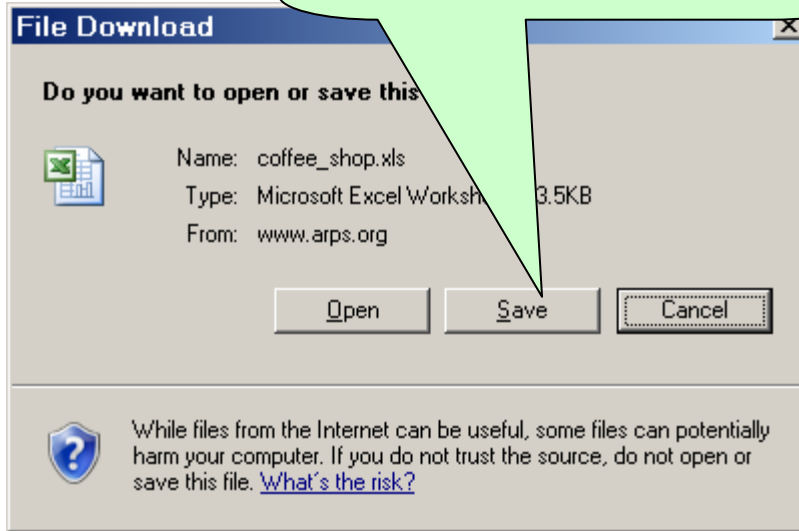 File Download
Do you want to open or save this
Name: coffee_shop.xls
Type: Microsoft Excel 3.5KB
From: www.arps.org
Open Save Cancel
While files from the Internet can be useful, some files can potentially
harm your computer. If you do not trust the source, do not open or
save this file. What's the risk?